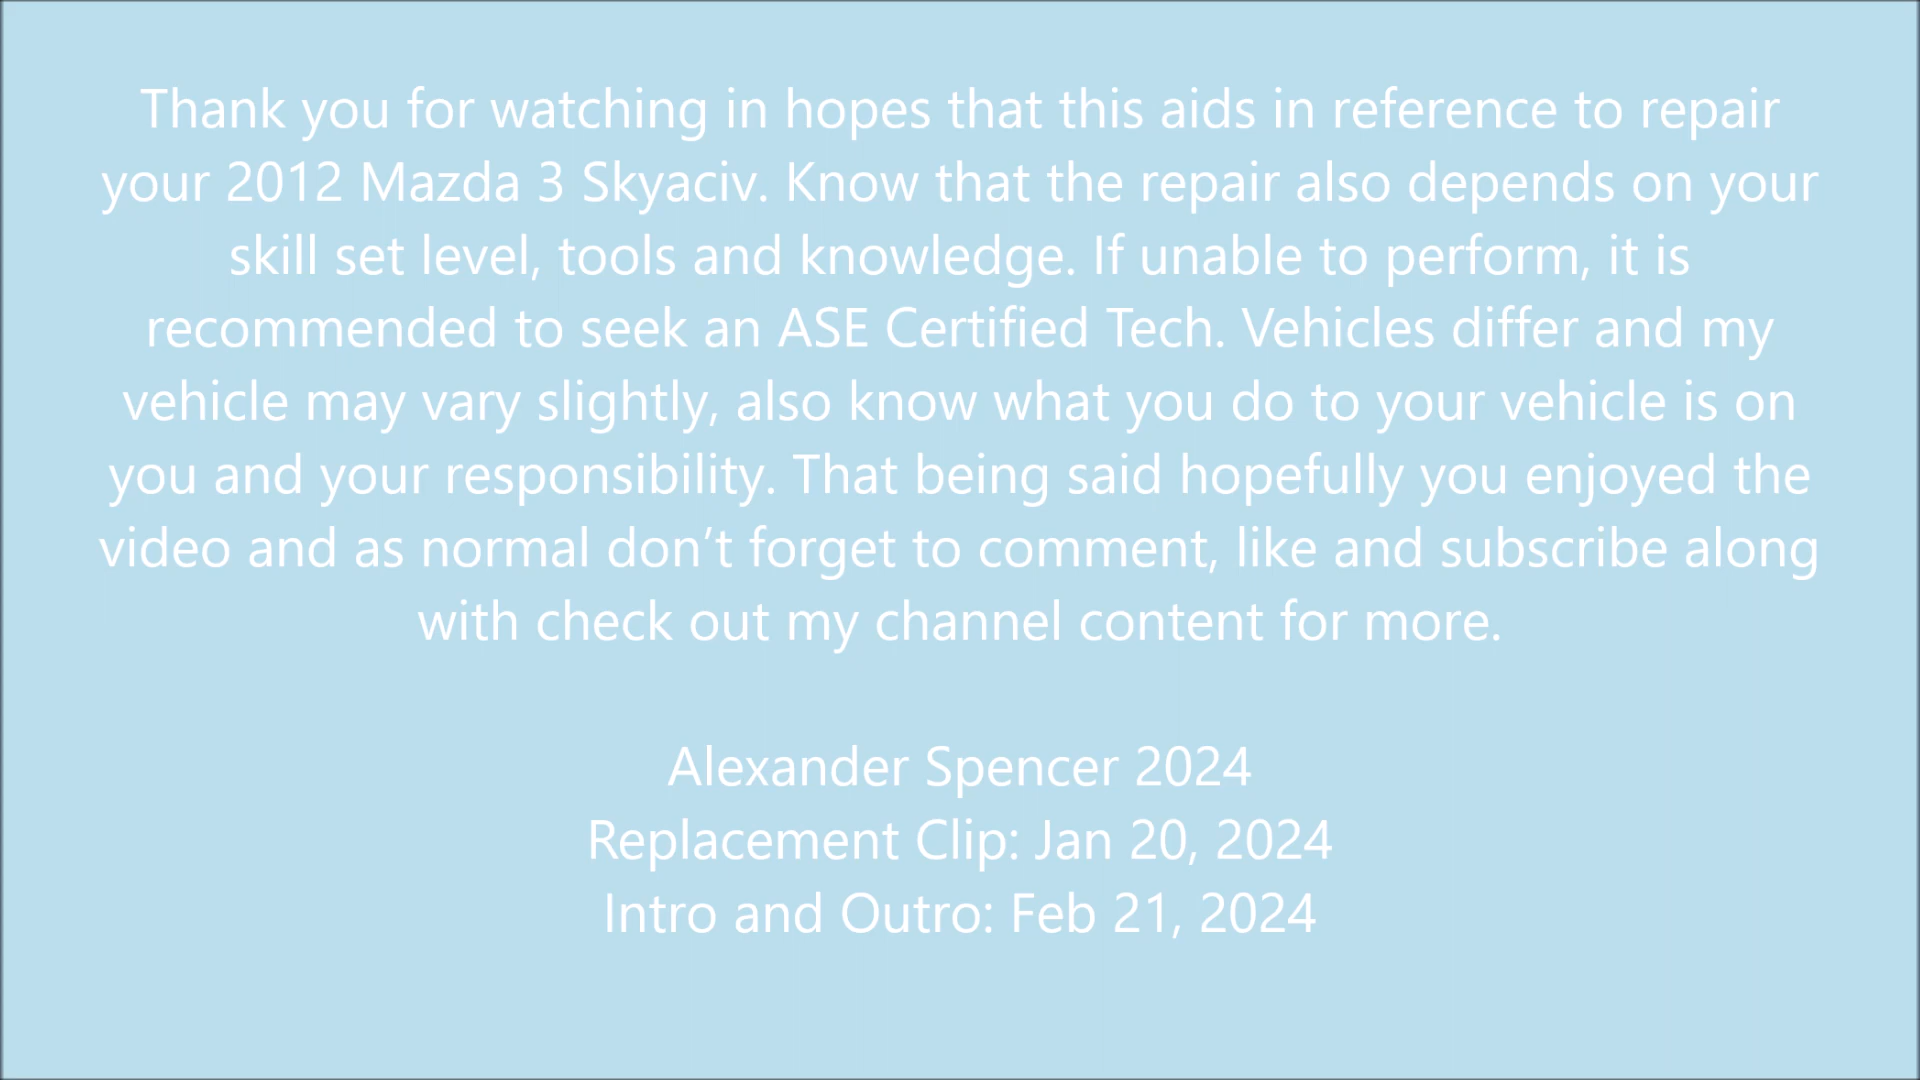 Thank you for watching in hopes that this aids in reference to repair
your 2012 Mazda 3 Skyaciv. Know that the repair also depends on your
skill set level, tools and knowledge. If unable to perform, it is
recommended to seek an ASE Certified Tech. Vehicles differ and my
vehicle may vary slightly, also know what you do to your vehicle is on
you and your responsibility. That being said hopefully you enjoyed the
video and as normal don’t forget to comment, like and subscribe along
with check out my channel content for more.
Alexander Spencer 2024
Replacement Clip: Jan 20, 2024
Intro and Outro: Feb 21, 2024